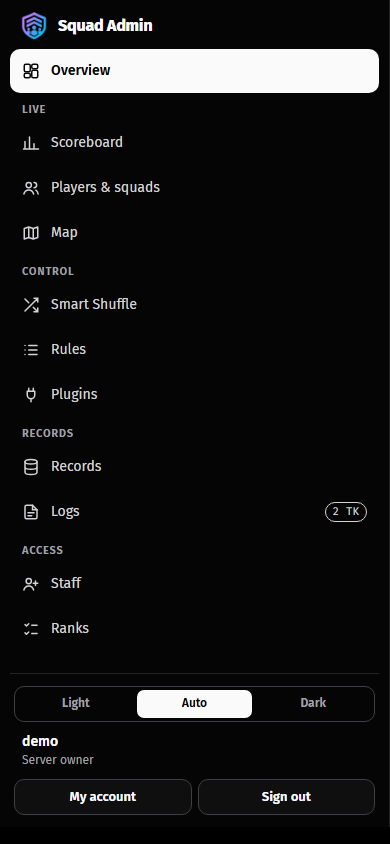 Squad Admin
Overview
LIVE
Scoreboard
Players & squads
Map
CONTROL
Smart Shuffle
Rules
Plugins
RECORDS
Records
Logs 2 TK
ACCESS
Staff
Ranks
Light Auto Dark
demo
Server owner
My account Sign out